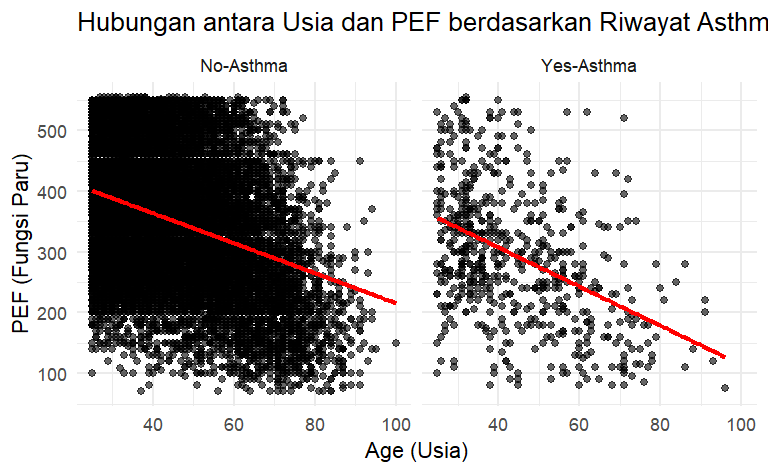 Hubungan antara Usia dan PEF berdasarkan Riwayat Asthm
No-Asthma
Yes-Asthma
PEF (Fungsi Paru)
500
400
300
200
100
40
60
80
100
40
60
80
100
Age (Usia)